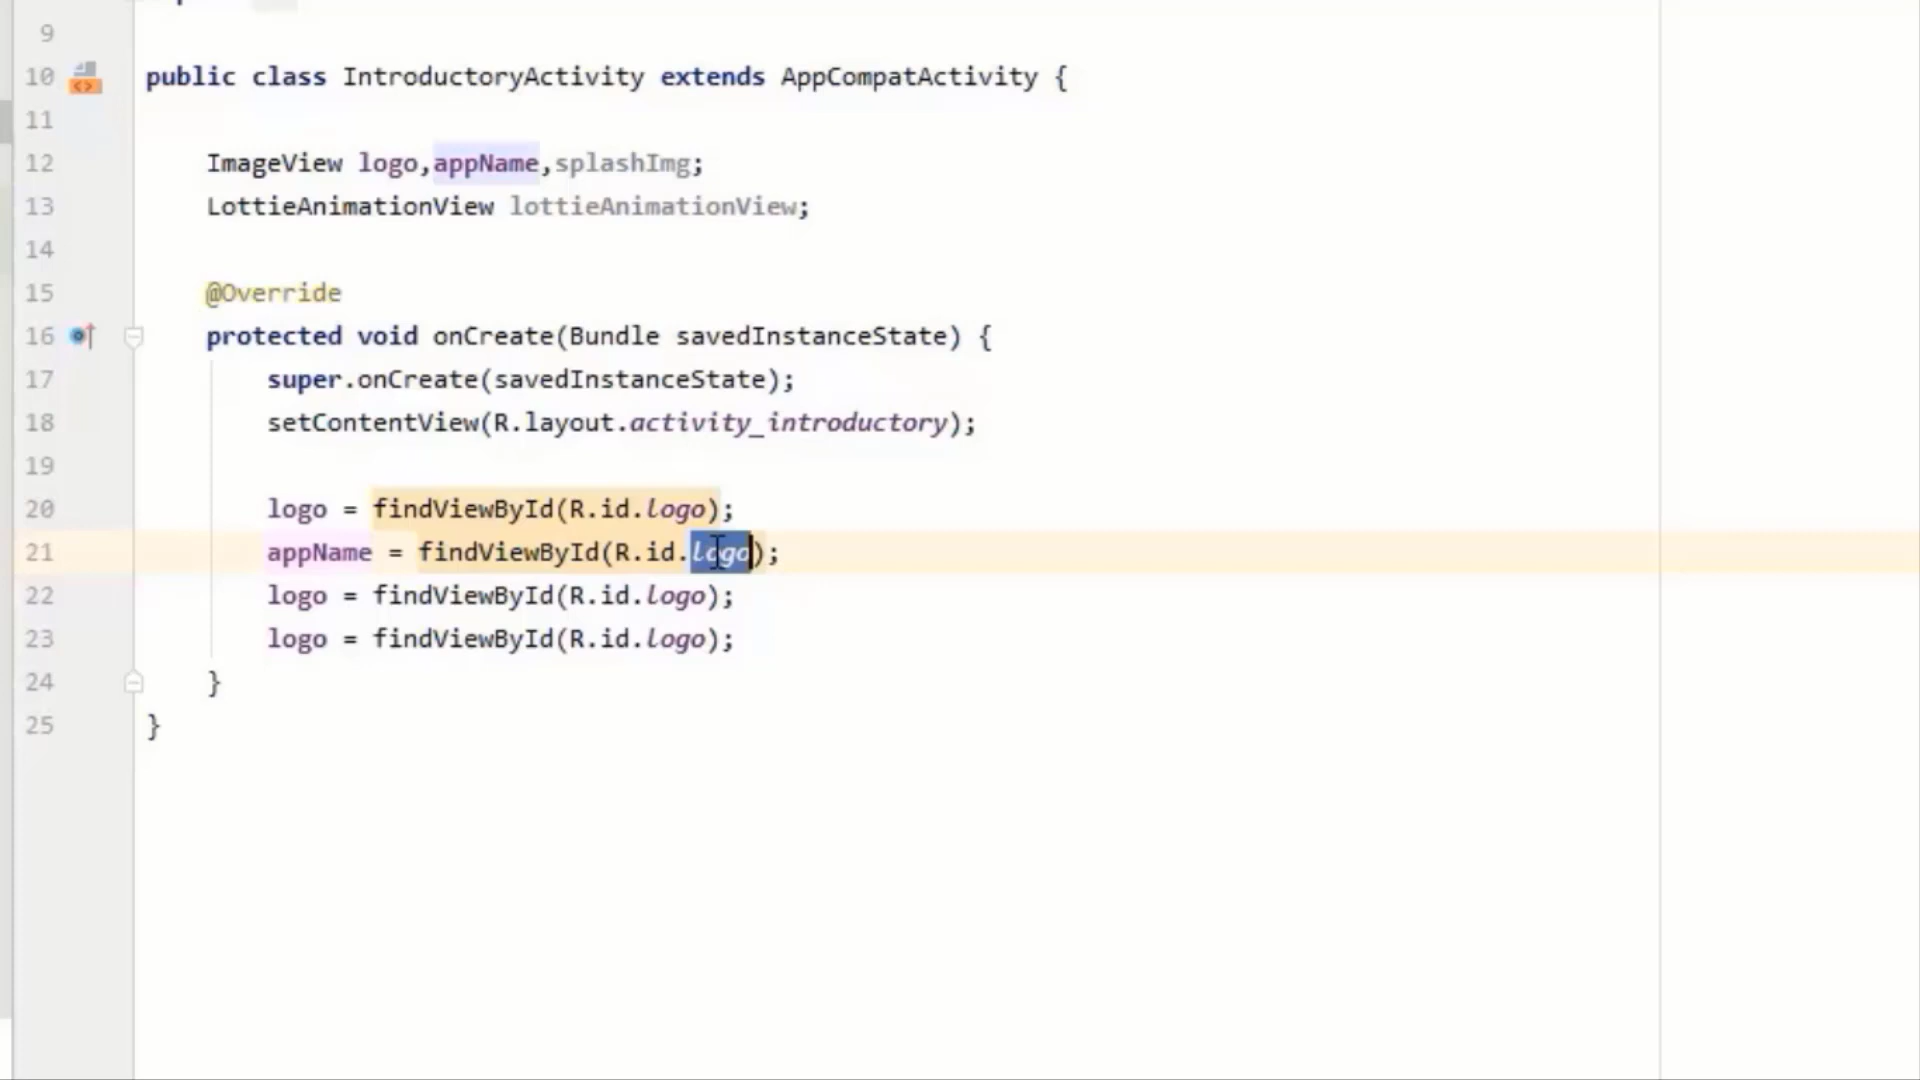 9
10 public class IntroductoryActivity extends AppCompatActivity {
11
12 ImageView logo,appName,splashImg;
13 LottieAnimationView lottieAnimationView;
14
15 @Override
16 protected void onCreate(Bundle savedInstanceState) {
17 super.onCreate(savedInstanceState);
18 setContentView(R.layout.activity_introductory);
19
20 logo = findViewById(R.id.logo);
21 appName = findViewById(R.id.logo);
22 logo = findViewById(R.id.logo);
23 logo = findViewById(R.id.logo);
24 }
25 }